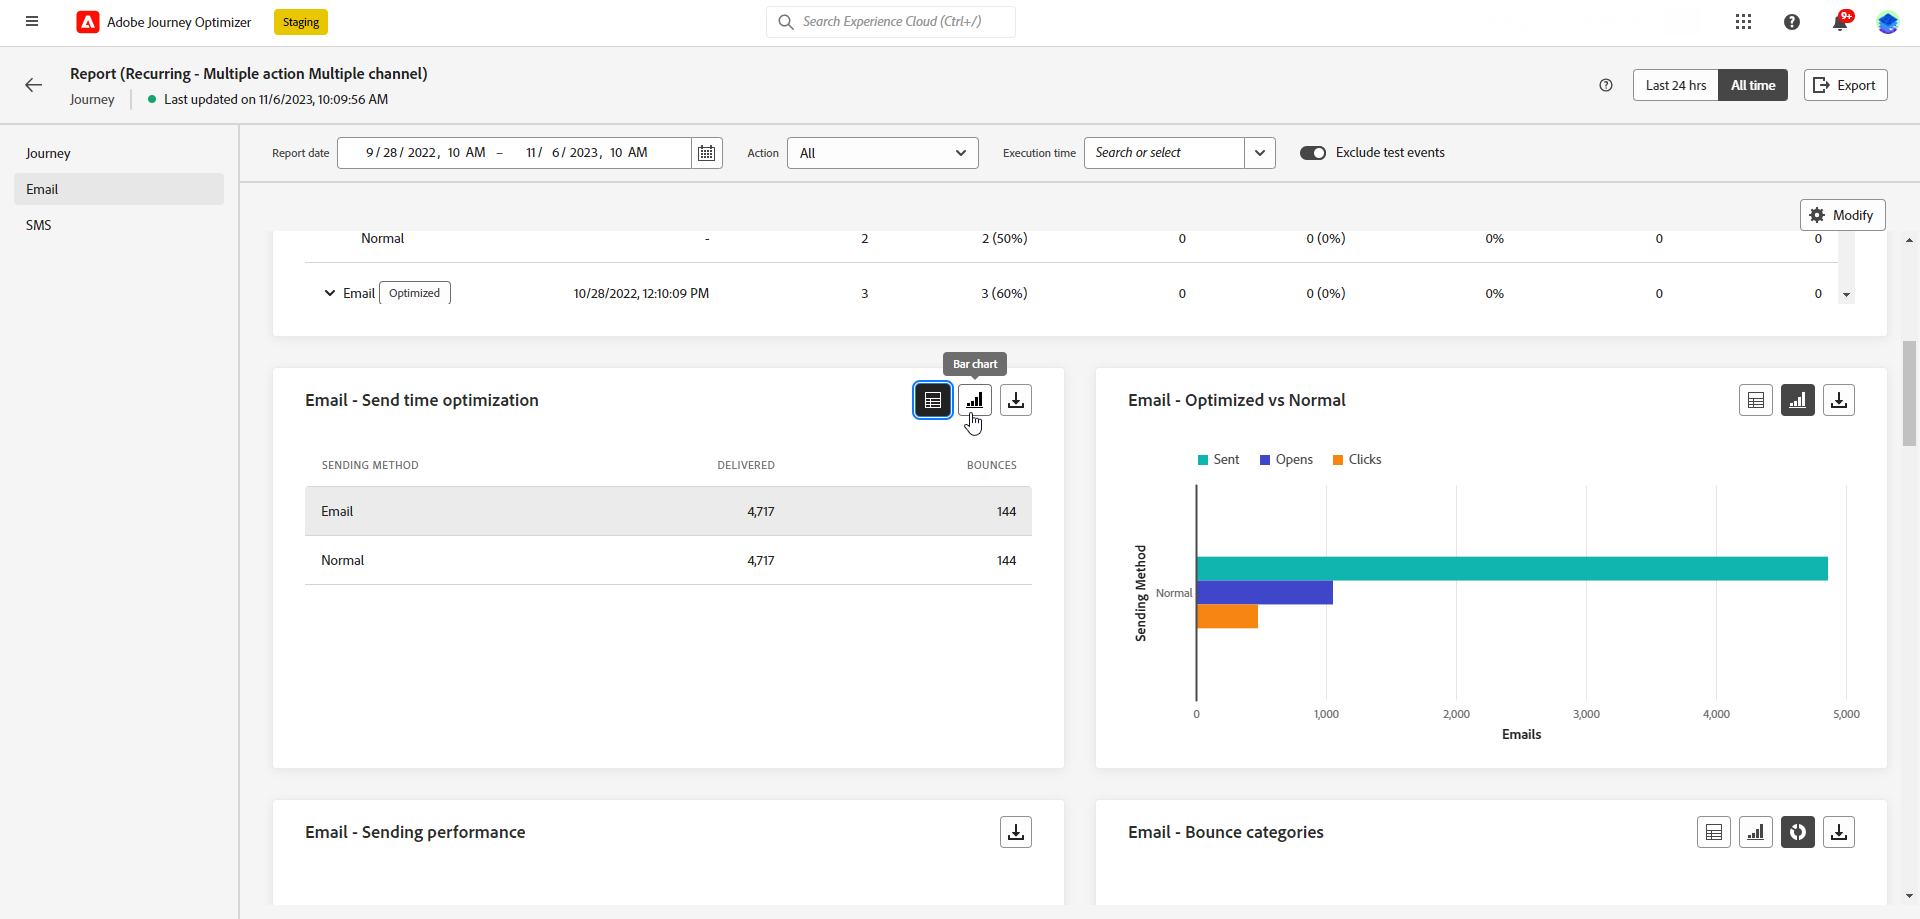 Adobe Journey Optimizer Staging Search Experience Cloud (Ctrl+/) 9+
Report (Recurring - Multiple action Multiple channel)
Journey Last updated on 11/6/2023, 10:09:56 AM
Last 24 hrs All time Export
Journey
Email
SMS
Report date 9/28/2022, 10 AM – 11/ 6/2023, 10 AM Action All Execution time Search or select Exclude test events
Modify
Normal - 2 2 (50%) 0 0 (0%) 0% 0 0
Email Optimized 10/28/2022, 12:10:09 PM 3 3 (60%) 0 0 (0%) 0% 0 0
Bar chart
Email - Send time optimization
SENDING METHOD DELIVERED BOUNCES
Email 4,717 144
Normal 4,717 144
Email - Optimized vs Normal
Sent Opens Clicks
Sending Method
Normal
0 1,000 2,000 3,000 4,000 5,000
Emails
Email - Sending performance
Email - Bounce categories